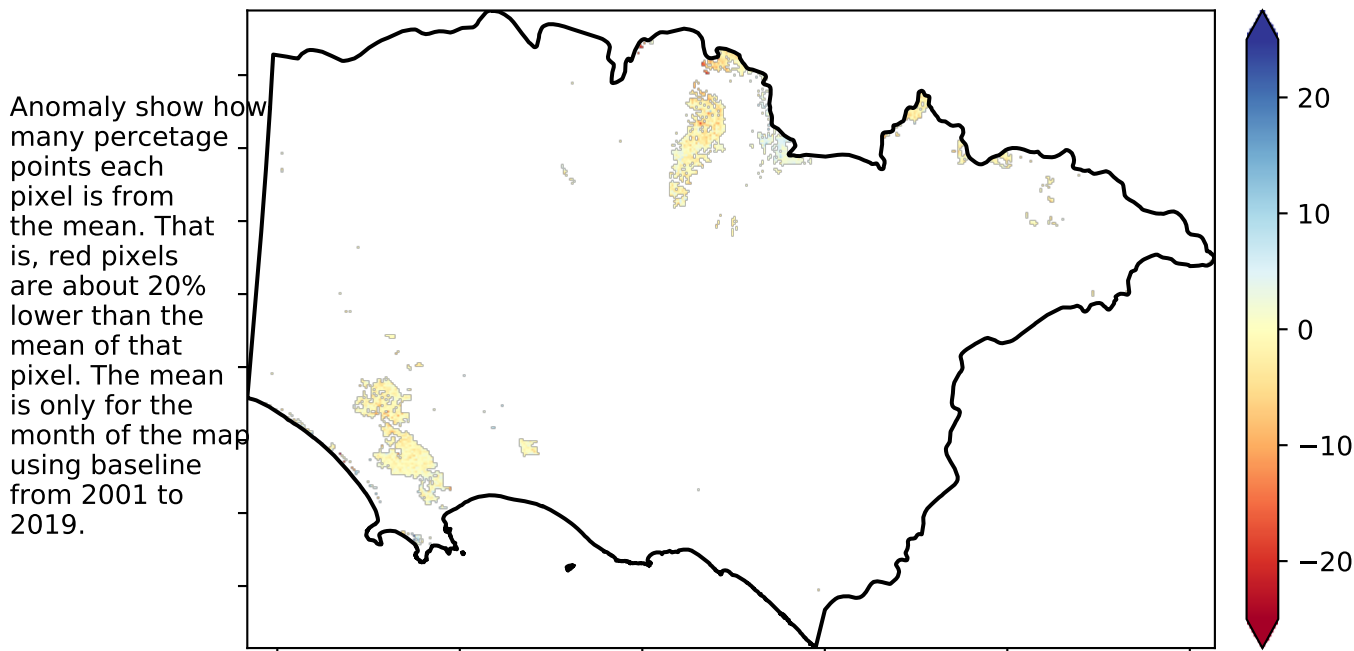 Anomaly show how
many percetage
points each
pixel is from
the mean. That
is, red pixels
are about 20%
lower than the
mean of that
pixel. The mean
is only for the
month of the map
using baseline
from 2001 to
2019.
20
10
0
−10
−20